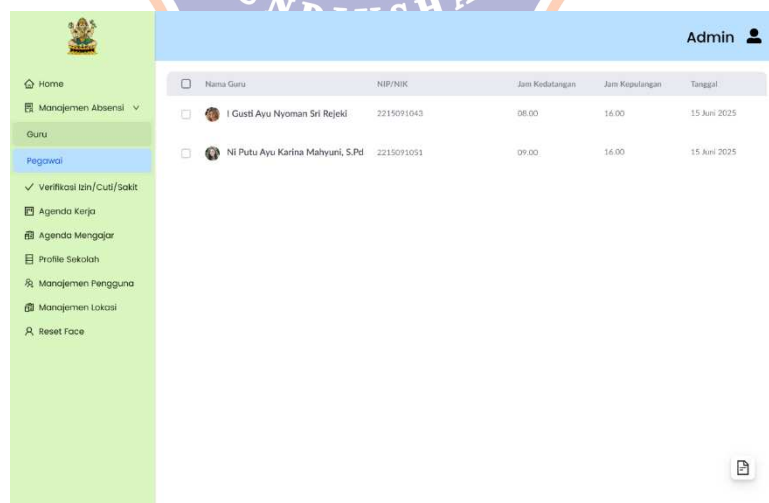 Admin
Home
Manajemen Absensi
Guru
Pegawai
Verifikasi Izin/Cuti/Sakit
Agenda Kerja
Agenda Mengajar
Profile Sekolah
Manajemen Pengguna
Manajemen Lokasi
Reset Face
Nama Guru NIP/NIK Jam Kedatangan Jam Kepulangan Tanggal
I Gusti Ayu Nyoman Sri Rejeki 2215091043 08.00 16.00 15 Juni 2025
Ni Putu Ayu Karina Mahyuni, S.Pd 2215091051 09.00 16.00 15 Juni 2025